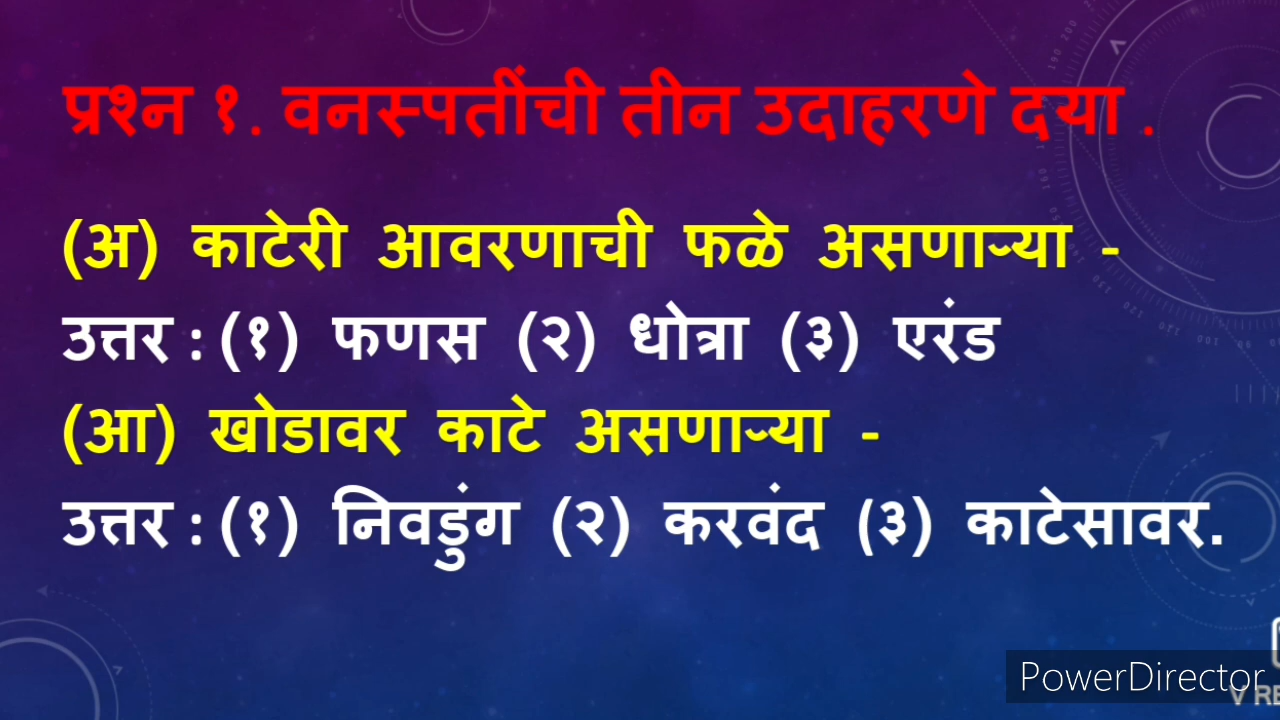 प्रश्न १. वनस्पतींची तीन उदाहरणे दया .
(अ) काटेरी आवरणाची फळे असणाऱ्या -
उत्तर : (१) फणस (२) धोत्रा (३) एरंड
(आ) खोडावर काटे असणाऱ्या -
उत्तर : (१) निवडुंग (२) करवंद (३) काटेसावर.
PowerDirector